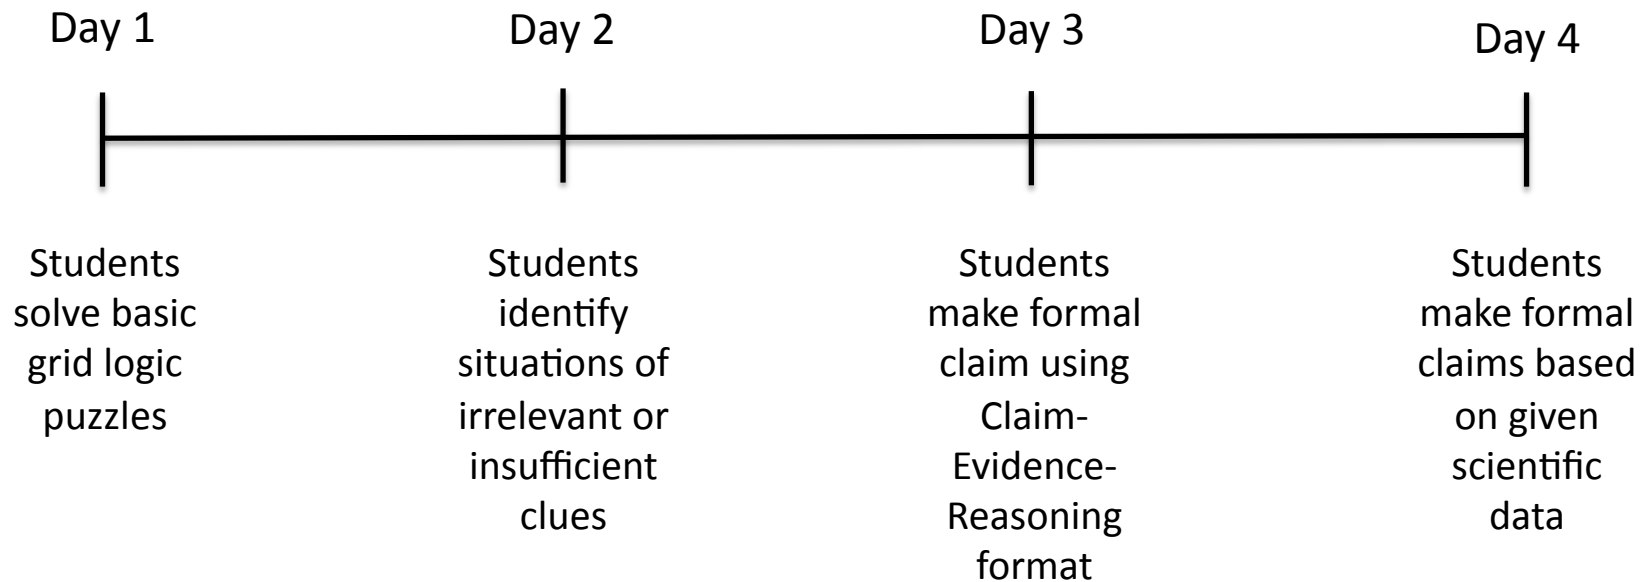 Day 1
Day 2
Day 3
Day 4
Students
solve basic
grid logic
puzzles
Students
identify
situations of
irrelevant or
insufficient
clues
Students
make formal
claim using
Claim-
Evidence-
Reasoning
format
Students
make formal
claims based
on given
scientific
data